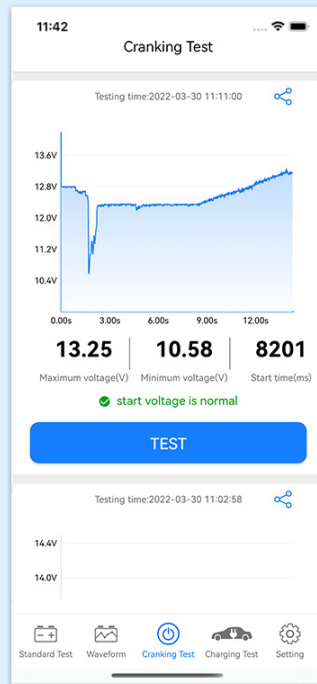 11:42
Cranking Test
Testing time:2022-03-30 11:11:00
13.6V
12.8V
12.0V
11.2V
10.4V
0.00s 3.00s 6.00s 9.00s 12.00s
13.25 10.58 8201
Maximum voltage(V) Minimum voltage(V) Start time(ms)
start voltage is normal
TEST
Testing time:2022-03-30 11:02:58
14.4V
14.0V
Standard Test Waveform Cranking Test Charging Test Setting